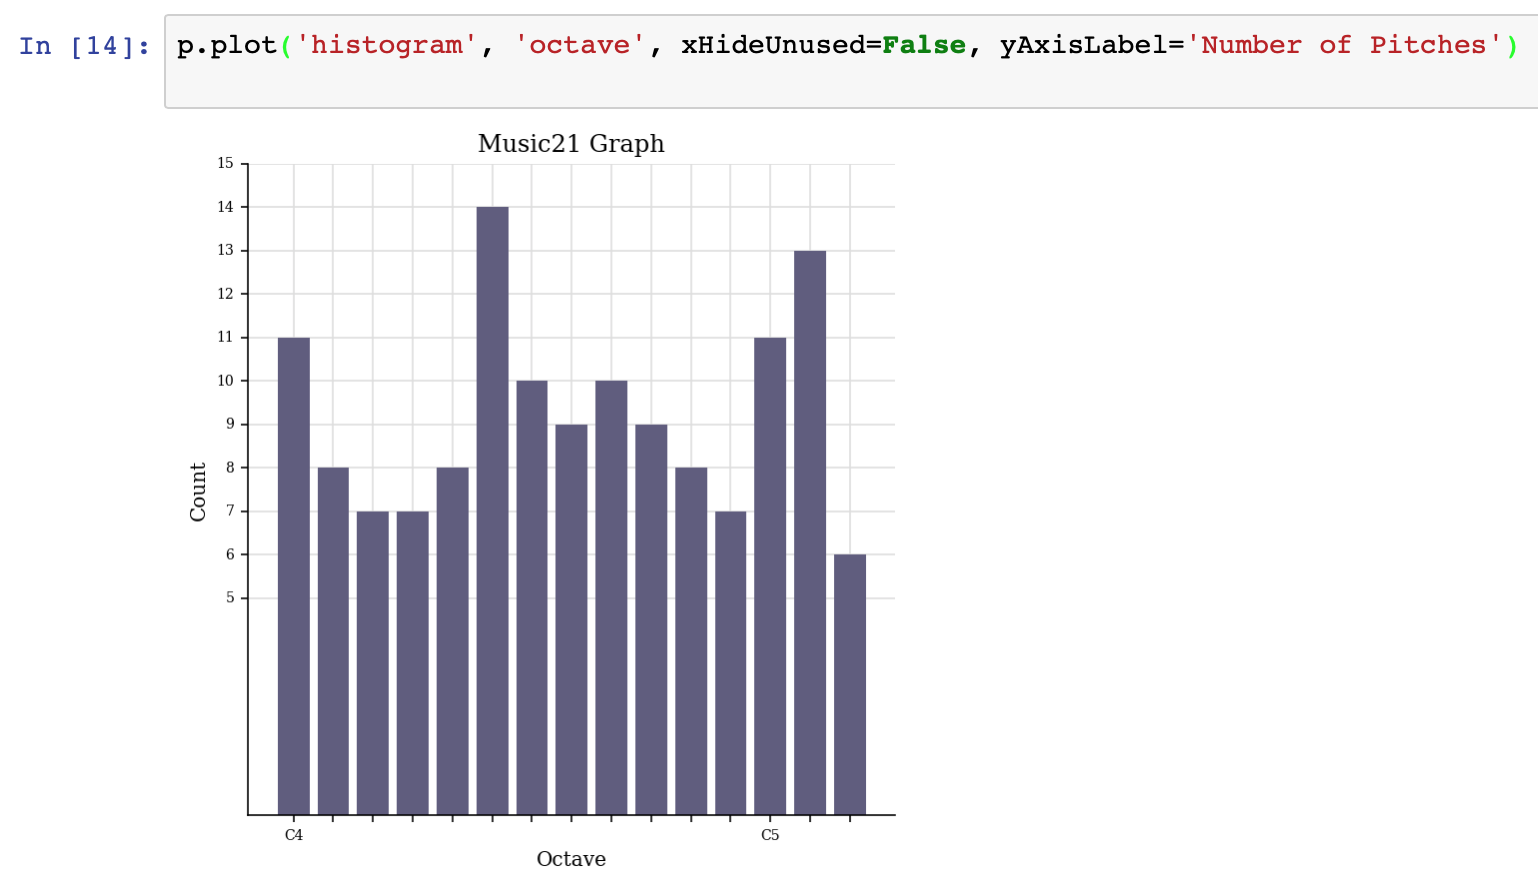 In [14]: p.plot('histogram', 'octave', xHideUnused=False, yAxisLabel='Number of Pitches')
Music21 Graph
15
14
13
12
11
10
9
8
7
6
5
Count
C4 C5
Octave